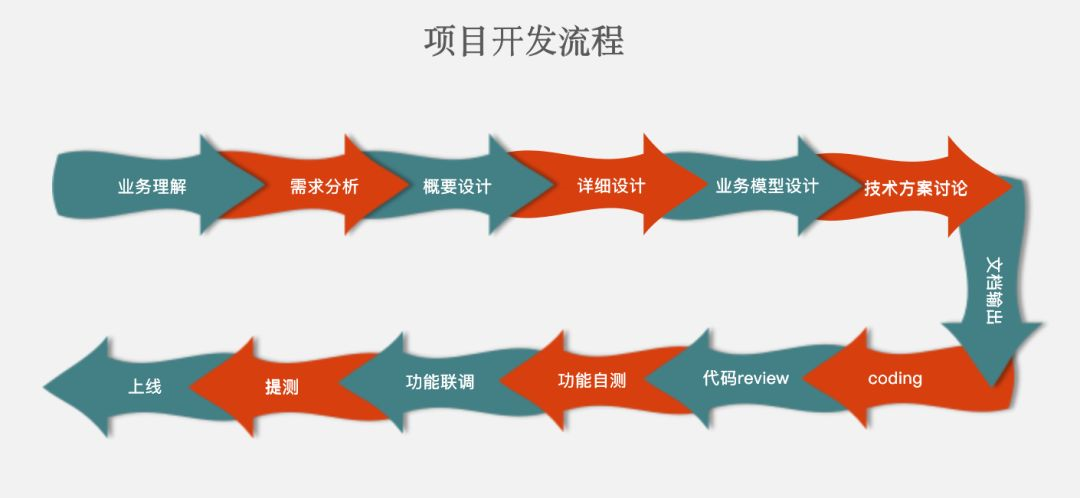 项目开发流程
业务理解
需求分析
概要设计
详细设计
业务模型设计
技术方案讨论
文档输出
coding
代码review
功能自测
功能联调
提测
上线